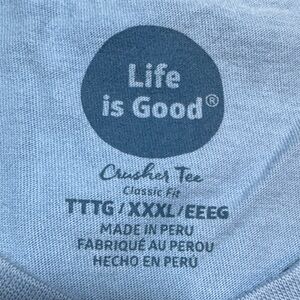 Life
is Good®
Crusher Tee
Classic Fit
TTTG / XXXL / EEEG
MADE IN PERU
FABRIQUÉ AU PEROU
HECHO EN PERÚ